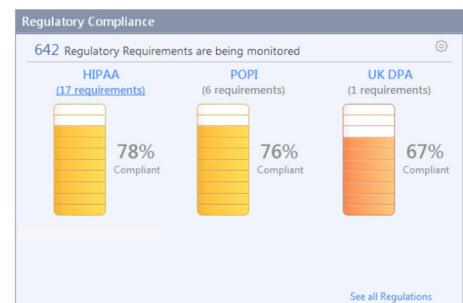 Regulatory Compliance
642 Regulatory Requirements are being monitored
HIPAA
(17 requirements)
78%
Compliant
POPI
(6 requirements)
76%
Compliant
UK DPA
(1 requirements)
67%
Compliant
See all Regulations